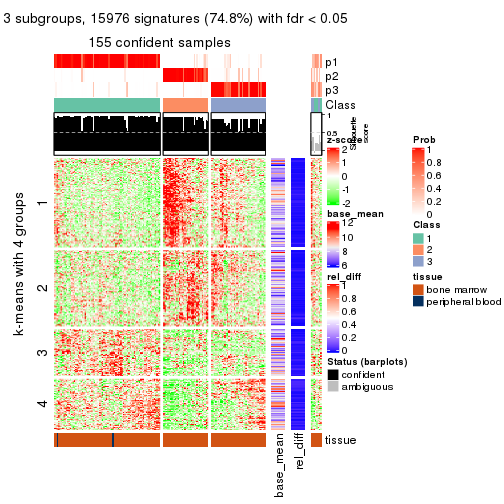 3 subgroups, 15976 signatures (74.8%) with fdr < 0.05
155 confident samples
p1
p2
p3
Class
1
0.5
0
Silhouette
score
k-means with 4 groups
1
2
3
4
tissue
base_mean
rel_diff
z-score
2
1
0
-1
-2
base_mean
12
10
8
6
rel_diff
1
0.8
0.6
0.4
0.2
0
Status (barplots)
confident
ambiguous
Prob
1
0.8
0.6
0.4
0.2
0
Class
1
2
3
tissue
bone marrow
peripheral blood